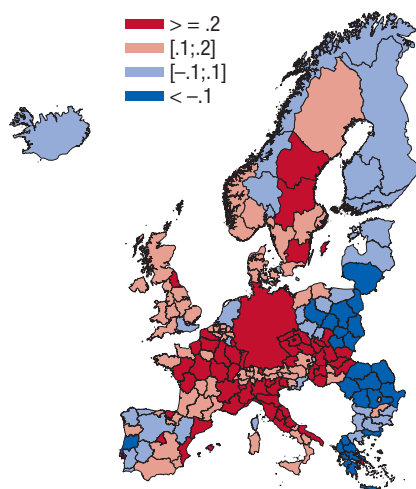 > = .2
[.1;.2]
[–.1;.1]
< –.1